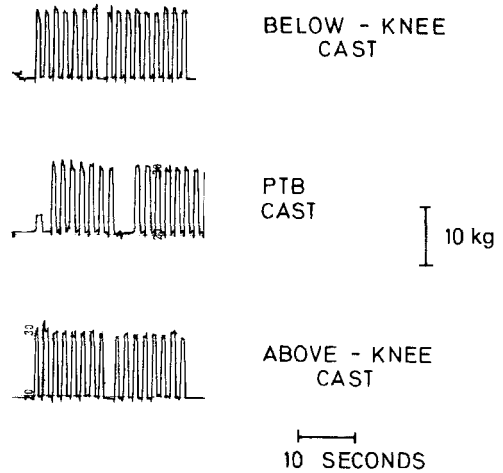 BELOW - KNEE
CAST
PTB
CAST
10 kg
ABOVE - KNEE
CAST
10 SECONDS